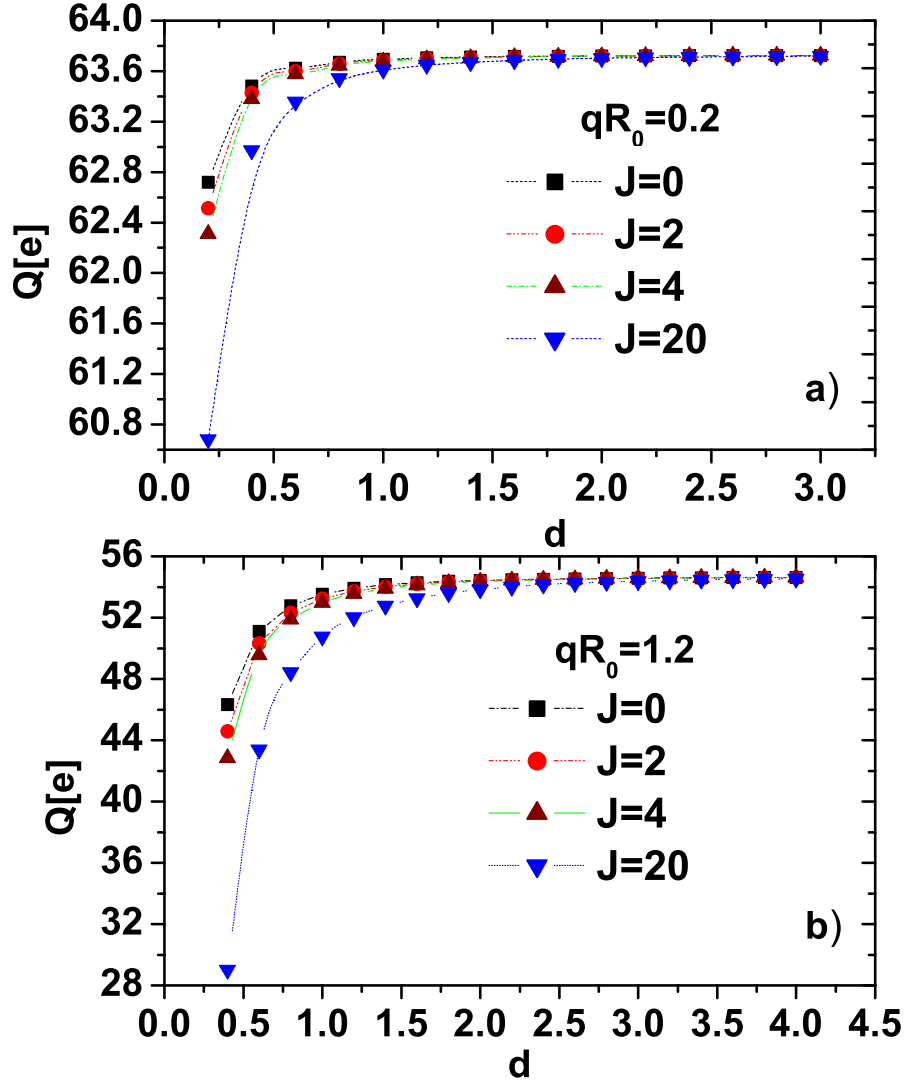 64.0
63.6
63.2
62.8
62.4
62.0
61.6
61.2
60.8
Q[e]
qR₀=0.2
J=0
J=2
J=4
J=20
a)
0.0 0.5 1.0 1.5 2.0 2.5 3.0
d
56
52
48
44
40
36
32
28
Q[e]
qR₀=1.2
J=0
J=2
J=4
J=20
b)
0.0 0.5 1.0 1.5 2.0 2.5 3.0 3.5 4.0 4.5
d